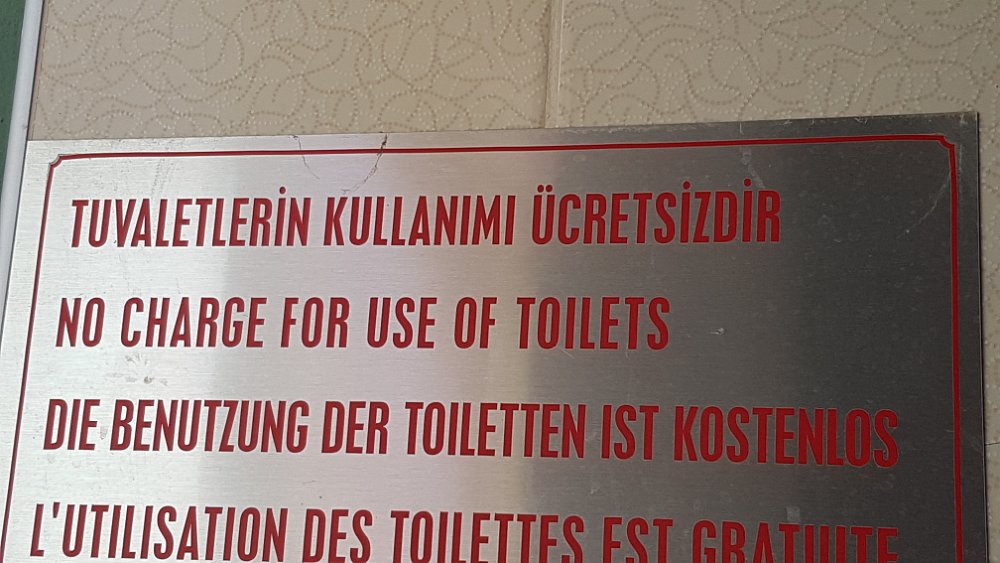 TUVALETLERİN KULLANIMI ÜCRETSİZDİR
NO CHARGE FOR USE OF TOILETS
DIE BENUTZUNG DER TOILETTEN IST KOSTENLOS
L'UTILISATION DES TOILETTES EST GRATUITE